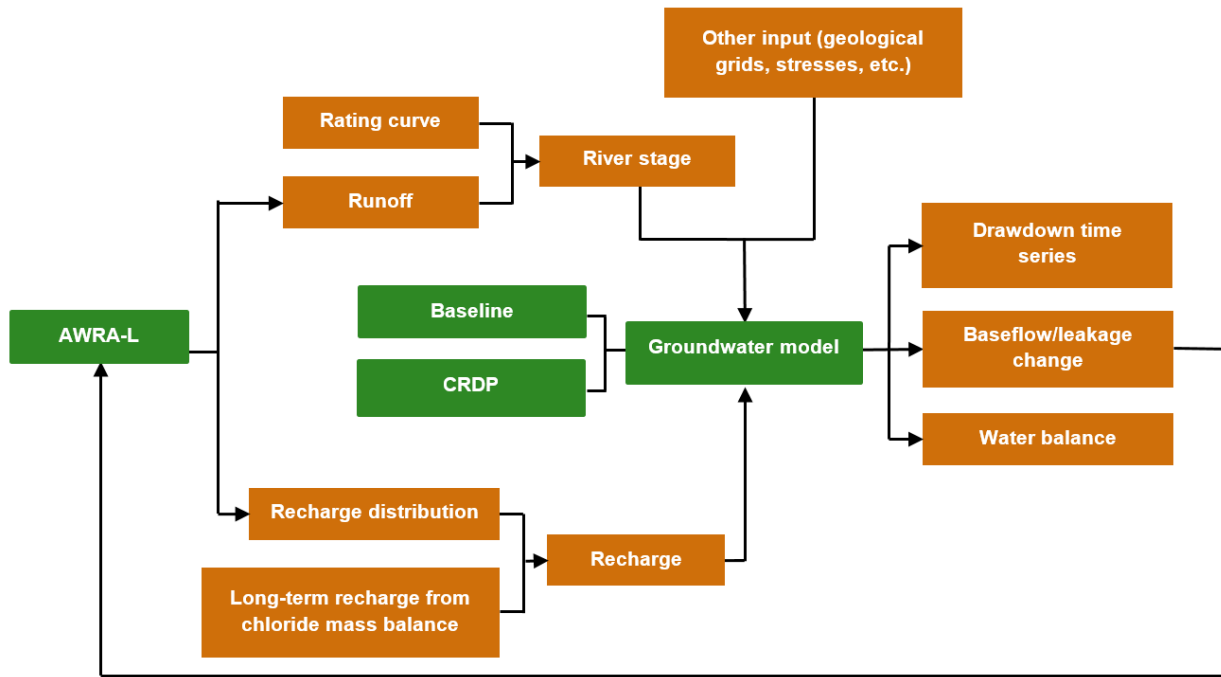 Other input (geological
grids, stresses, etc.)
Rating curve
River stage
Runoff
Drawdown time
series
Baseline
AWRA-L
Groundwater model
Baseflow/leakage
change
CRDP
Water balance
Recharge distribution
Recharge
Long-term recharge from
chloride mass balance